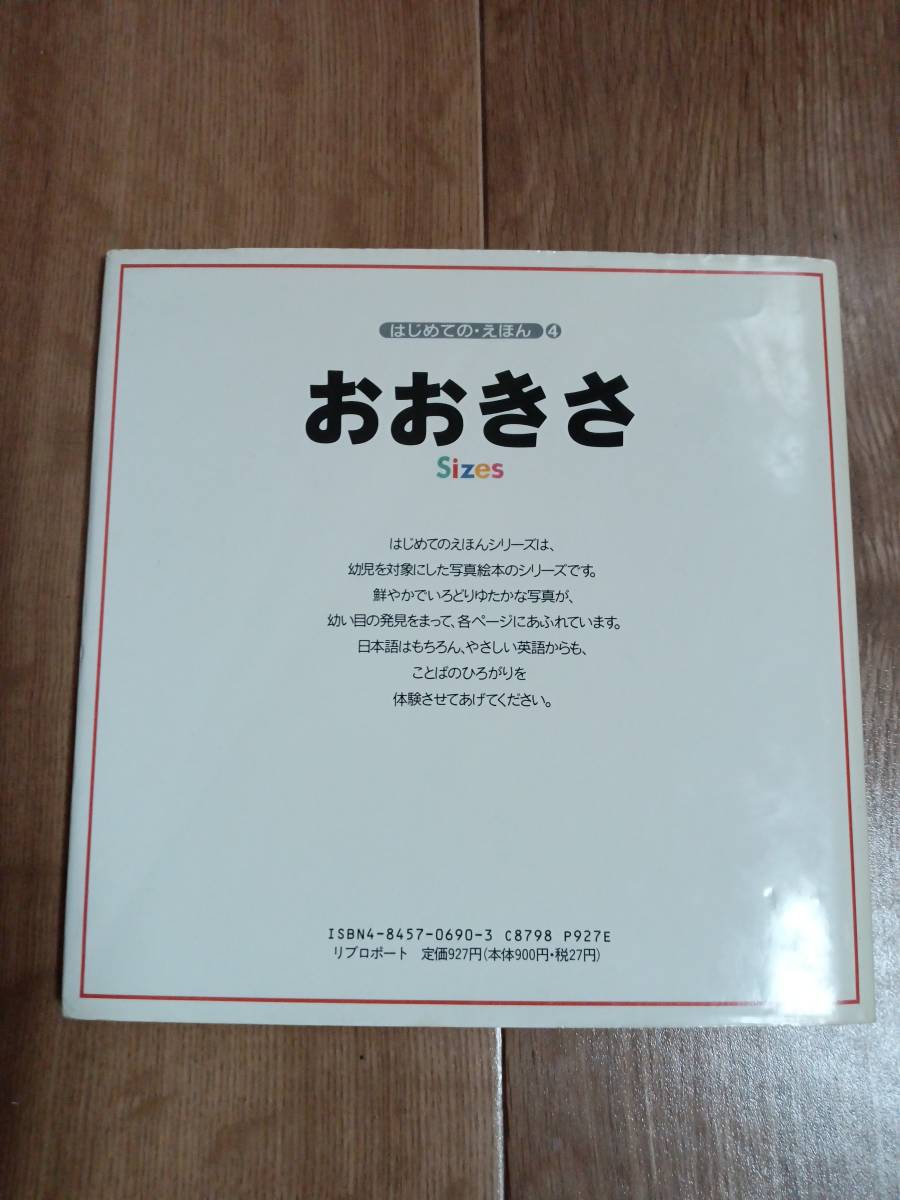 はじめての・えほん ❹
おおきさ
Sizes
はじめてのえほんシリーズは、
幼児を対象にした写真絵本のシリーズです。
鮮やかでいろどりゆたかな写真が、
幼い目の発見をまって、各ページにあふれています。
日本語はもちろん、やさしい英語からも、
ことばのひろがりを
体験させてあげてください。
ISBN4-8457-0690-3 C8798 P927E
リブロポート 定価927円(本体900円・税27円)